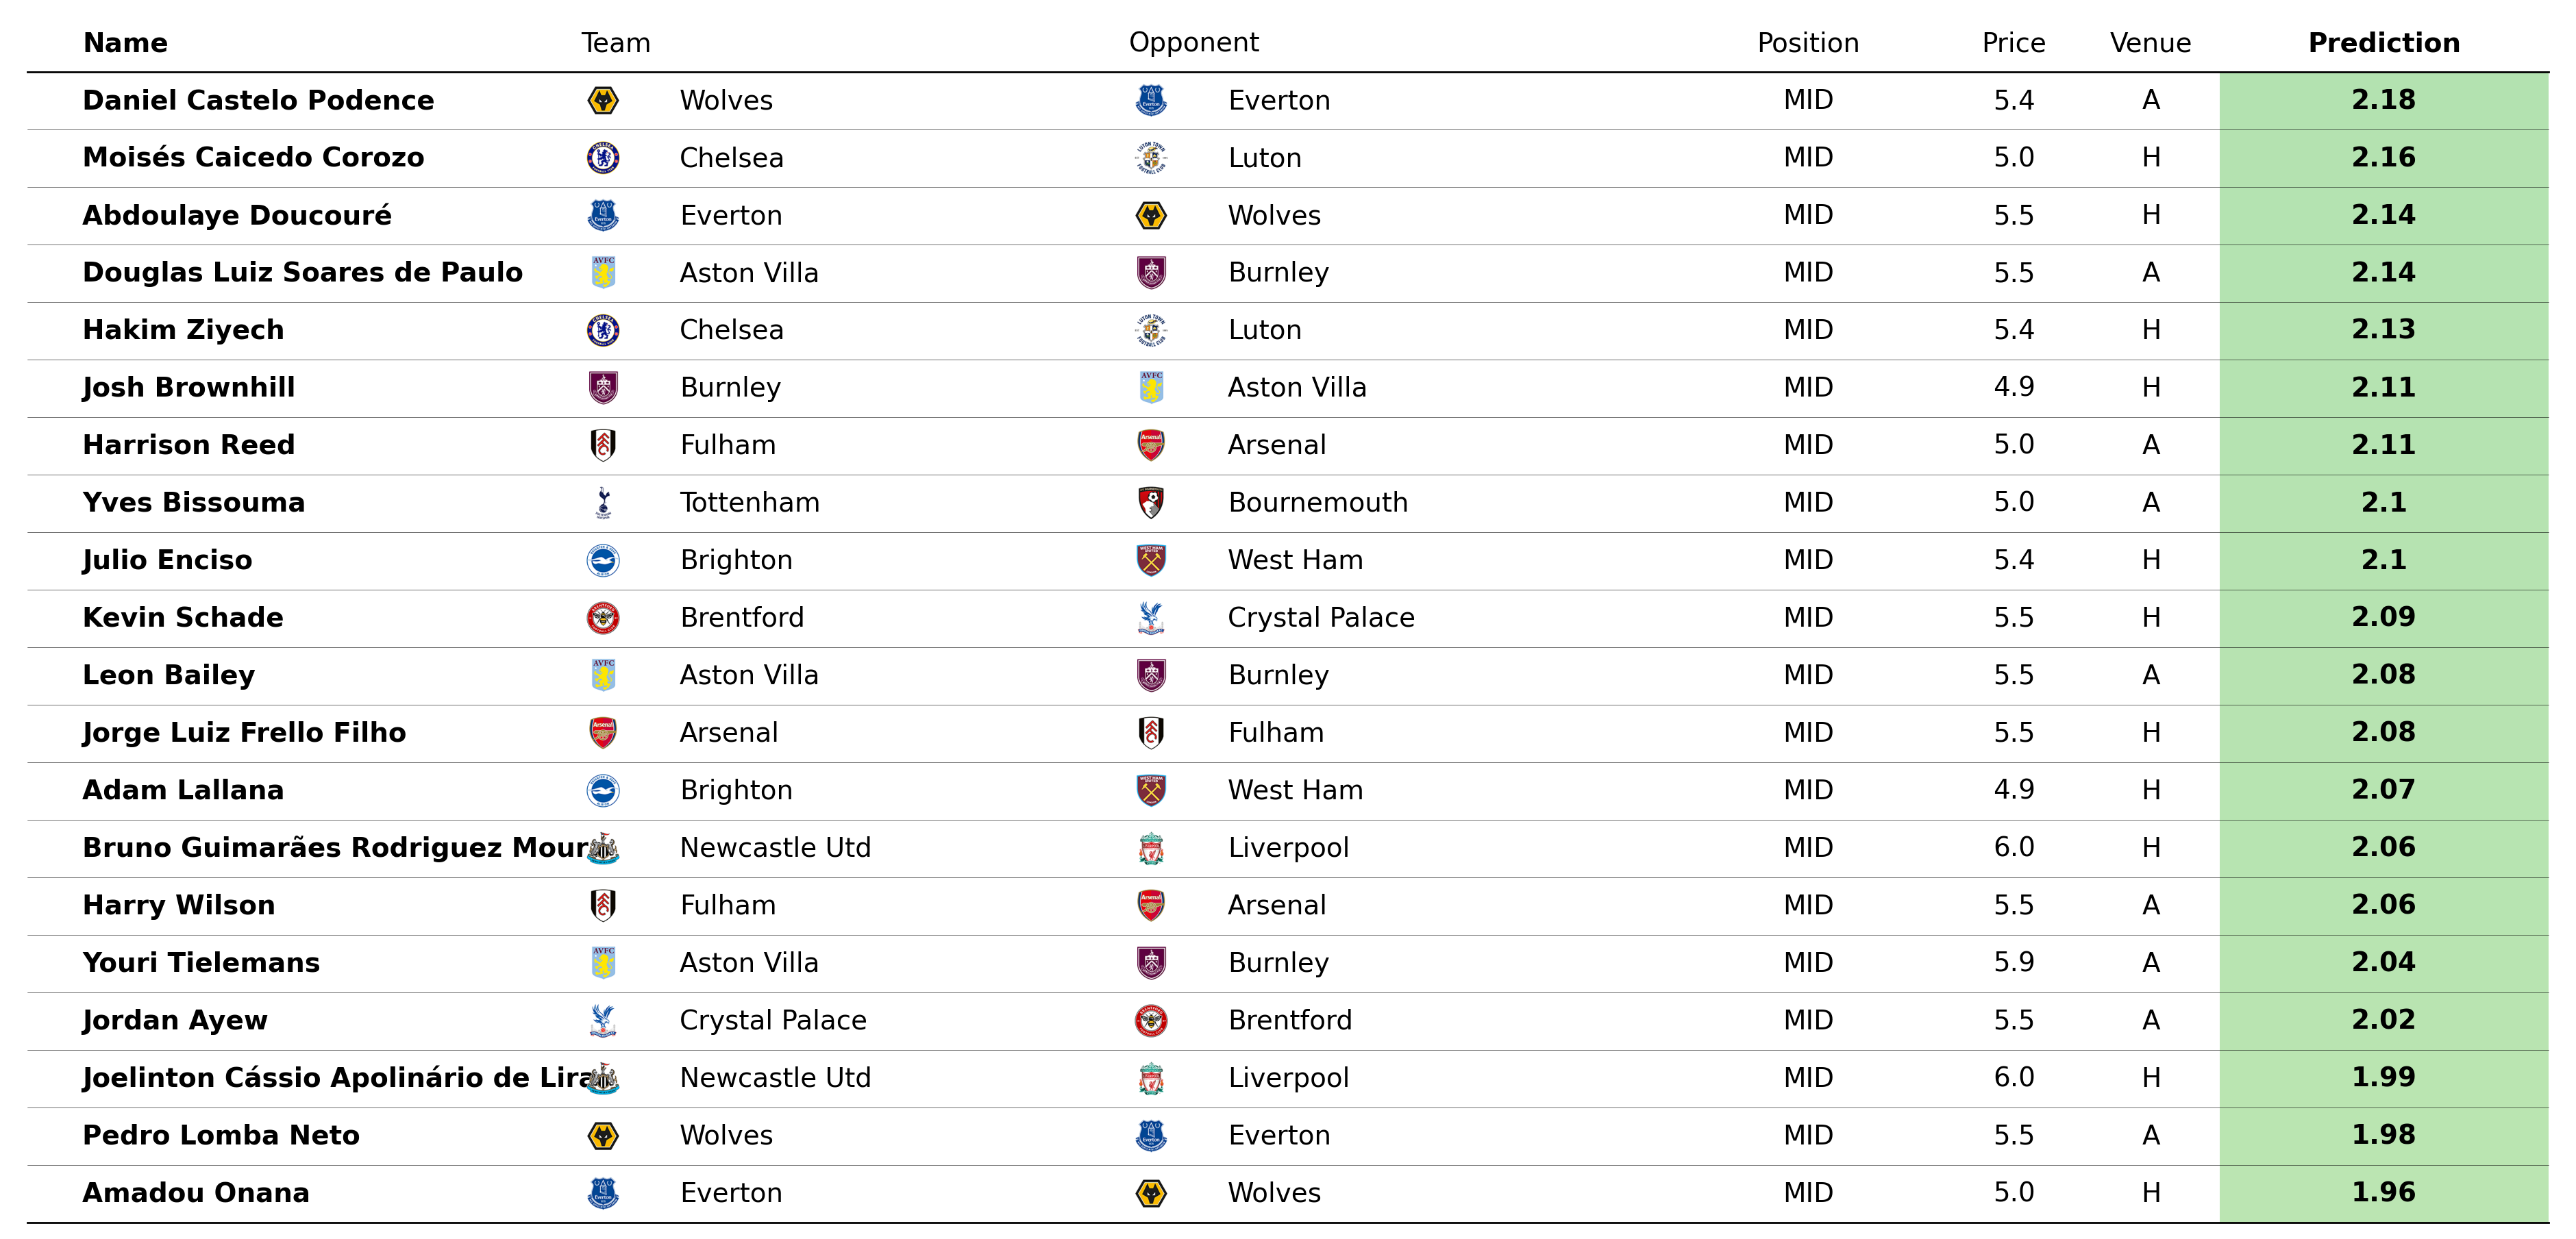 Name Team Opponent Position Price Venue Prediction
Daniel Castelo Podence Wolves Everton MID 5.4 A 2.18
Moisés Caicedo Corozo Chelsea Luton MID 5.0 H 2.16
Abdoulaye Doucouré Everton Wolves MID 5.5 H 2.14
Douglas Luiz Soares de Paulo Aston Villa Burnley MID 5.5 A 2.14
Hakim Ziyech Chelsea Luton MID 5.4 H 2.13
Josh Brownhill Burnley Aston Villa MID 4.9 H 2.11
Harrison Reed Fulham Arsenal MID 5.0 A 2.11
Yves Bissouma Tottenham Bournemouth MID 5.0 A 2.1
Julio Enciso Brighton West Ham MID 5.4 H 2.1
Kevin Schade Brentford Crystal Palace MID 5.5 H 2.09
Leon Bailey Aston Villa Burnley MID 5.5 A 2.08
Jorge Luiz Frello Filho Arsenal Fulham MID 5.5 H 2.08
Adam Lallana Brighton West Ham MID 4.9 H 2.07
Bruno Guimarães Rodriguez Mour Newcastle Utd Liverpool MID 6.0 H 2.06
Harry Wilson Fulham Arsenal MID 5.5 A 2.06
Youri Tielemans Aston Villa Burnley MID 5.9 A 2.04
Jordan Ayew Crystal Palace Brentford MID 5.5 A 2.02
Joelinton Cássio Apolinário de Lira Newcastle Utd Liverpool MID 6.0 H 1.99
Pedro Lomba Neto Wolves Everton MID 5.5 A 1.98
Amadou Onana Everton Wolves MID 5.0 H 1.96